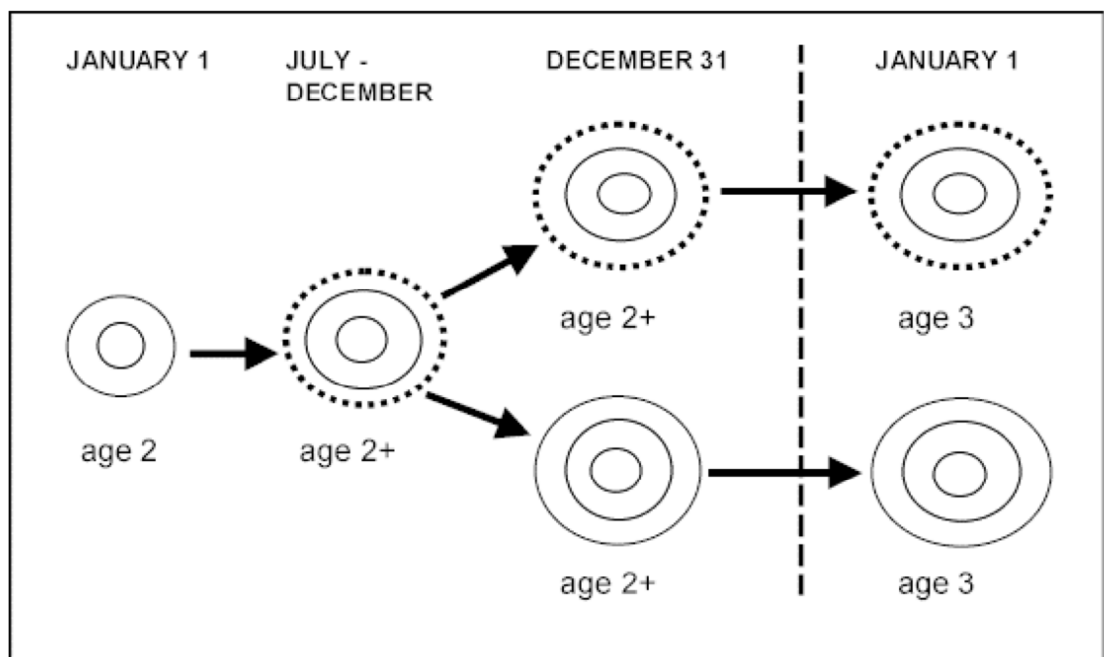 JANUARY 1
JULY -
DECEMBER
DECEMBER 31
JANUARY 1
age 2+
age 3
age 2
age 2+
age 2+
age 3